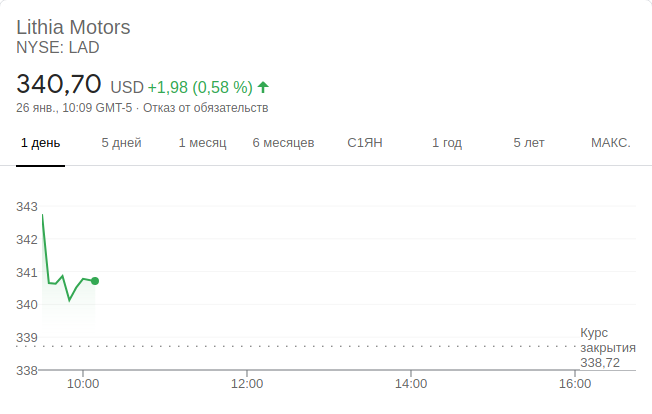 Lithia Motors
NYSE: LAD
340,70 USD +1,98 (0,58 %)
26 янв., 10:09 GMT-5 · Отказ от обязательств
1 день 5 дней 1 месяц 6 месяцев С1ЯН 1 год 5 лет МАКС.
343
342
341
340
339
338
Курс
закрытия
338,72
10:00 12:00 14:00 16:00